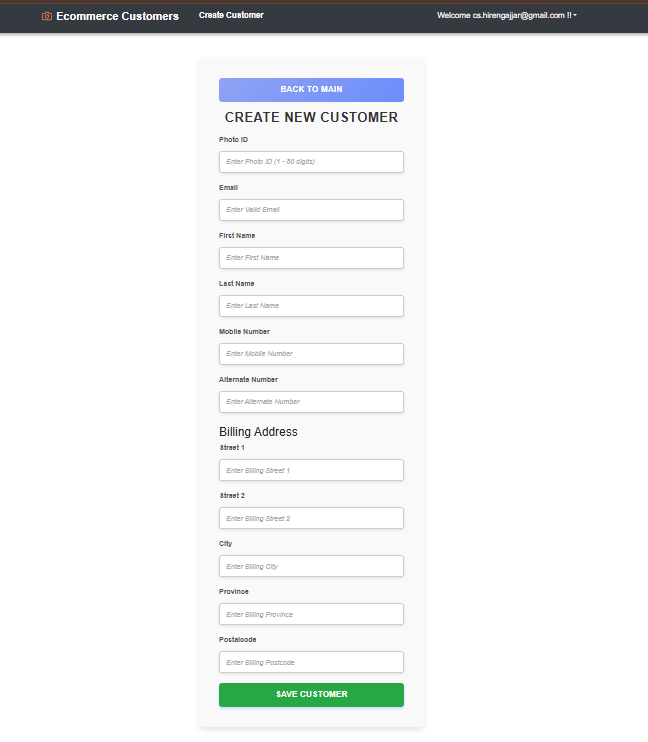 Ecommerce Customers Create Customer Welcome cs.hirengajjar@gmail.com !!
BACK TO MAIN
CREATE NEW CUSTOMER
Photo ID
Enter Photo ID (1 - 80 digits)
Email
Enter Valid Email
First Name
Enter First Name
Last Name
Enter Last Name
Mobile Number
Enter Mobile Number
Alternate Number
Enter Alternate Number
Billing Address
Street 1
Enter Billing Street 1
Street 2
Enter Billing Street 2
City
Enter Billing City
Province
Enter Billing Province
Postalcode
Enter Billing Postcode
SAVE CUSTOMER